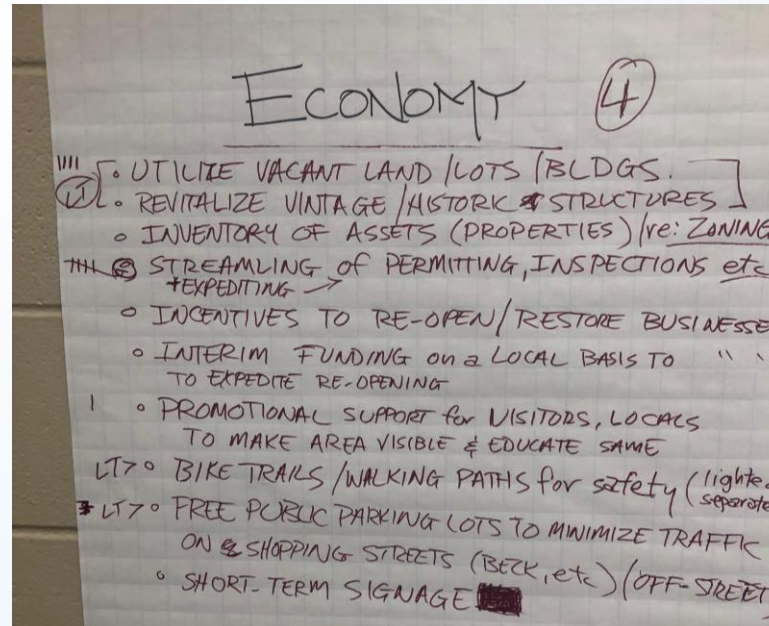 ECONOMY 4
IIII • UTILIZE VACANT LAND / LOTS / BLDGS.
LT • REVITALIZE VINTAGE / HISTORIC STRUCTURES
INVENTORY OF ASSETS (PROPERTIES) / re: ZONING
STREAMLING of PERMITTING, INSPECTIONS etc
+ EXPEDITING →
INCENTIVES TO RE-OPEN / RESTORE BUSINESSE
INTERIM FUNDING on a LOCAL BASIS TO " "
TO EXPEDITE RE-OPENING
I • PROMOTIONAL SUPPORT for VISITORS, LOCALS
TO MAKE AREA VISIBLE & EDUCATE SAME
LT> BIKE TRAILS / WALKING PATHS for safety (lighte
separate
* LT> FREE PUBLIC PARKING LOTS TO MINIMIZE TRAFFIC
ON SHOPPING STREETS (BECK, etc) / (OFF-STREET
SHORT-TERM SIGNAGE